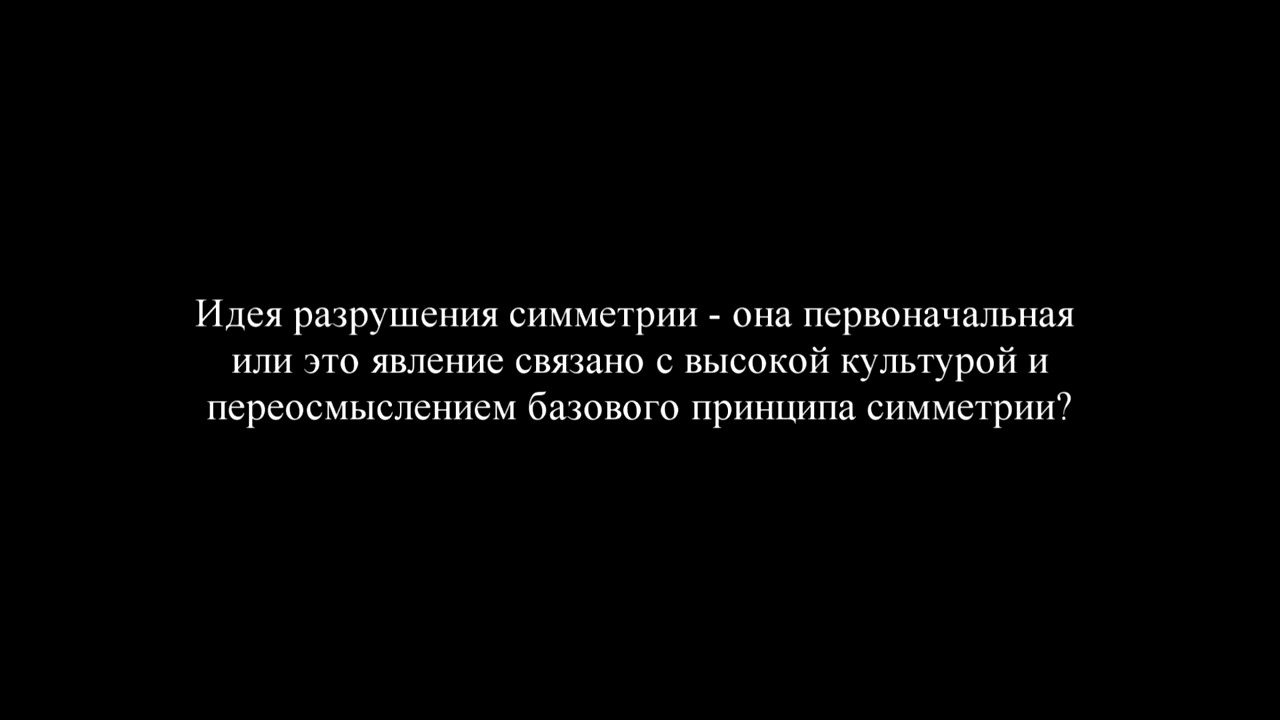 Идея разрушения симметрии - она первоначальная
или это явление связано с высокой культурой и
переосмыслением базового принципа симметрии?